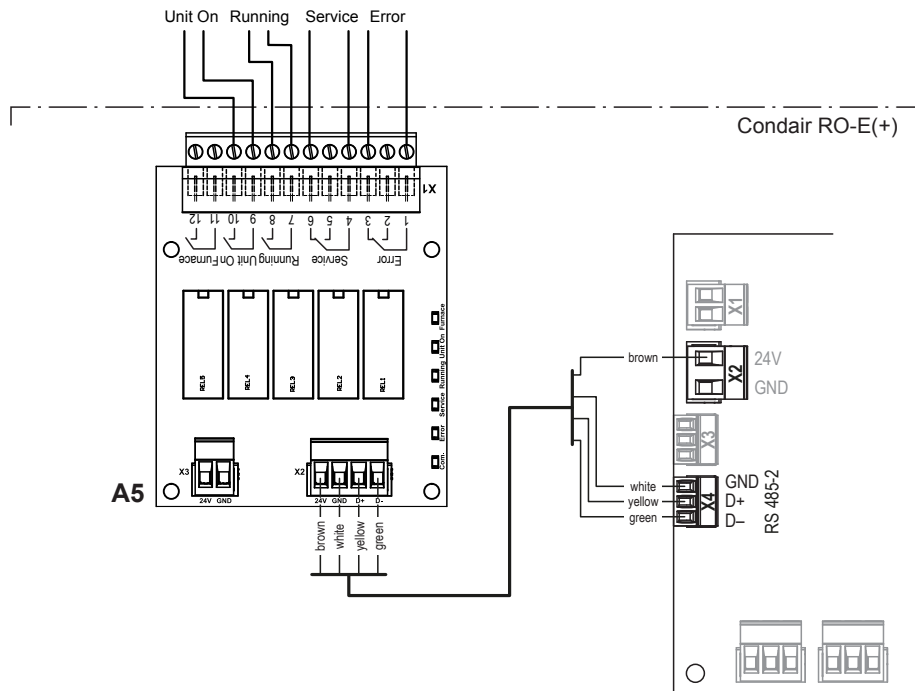 Unit On Running Service Error
Condair RO-E(+)
X1
12 11 10 9 8 7 6 5 4 3 2 1
Furnace Unit On Running Service Error
X1
REL5 REL4 REL3 REL2 REL1
Furnace
Unit On
Running
Service
Error
Com.
brown
X2
24V
GND
X3
X3
24V GND
X2
24V GND D+ D-
A5
brown
white
yellow
green
white
yellow
green
X4
GND
D+
D–
RS 485-2